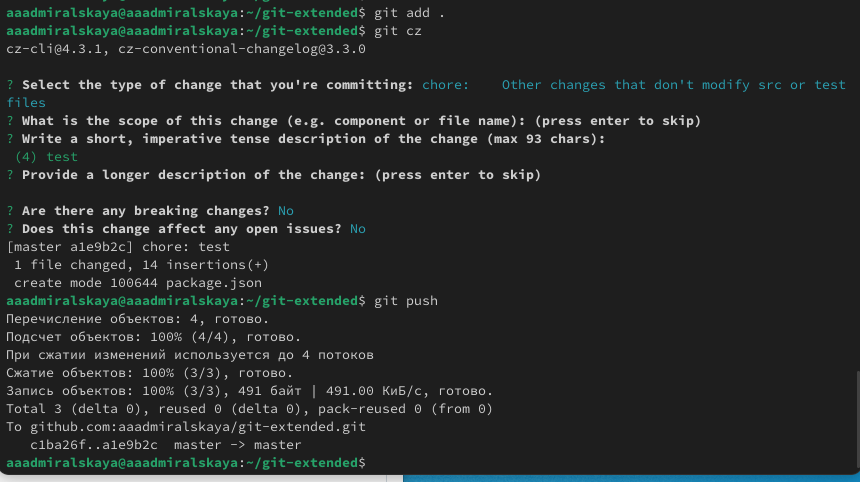 aaadmiralskaya@aaadmiralskaya:~/git-extended$ git add .
aaadmiralskaya@aaadmiralskaya:~/git-extended$ git cz
cz-cli@4.3.1, cz-conventional-changelog@3.3.0
? Select the type of change that you're committing: chore:    Other changes that don't modify src or test
files
? What is the scope of this change (e.g. component or file name): (press enter to skip)
? Write a short, imperative tense description of the change (max 93 chars):
 (4) test
? Provide a longer description of the change: (press enter to skip)
? Are there any breaking changes? No
? Does this change affect any open issues? No
[master a1e9b2c] chore: test
 1 file changed, 14 insertions(+)
 create mode 100644 package.json
aaadmiralskaya@aaadmiralskaya:~/git-extended$ git push
Перечисление объектов: 4, готово.
Подсчет объектов: 100% (4/4), готово.
При сжатии изменений используется до 4 потоков
Сжатие объектов: 100% (3/3), готово.
Запись объектов: 100% (3/3), 491 байт | 491.00 КиБ/с, готово.
Total 3 (delta 0), reused 0 (delta 0), pack-reused 0 (from 0)
To github.com:aaadmiralskaya/git-extended.git
   c1ba26f..a1e9b2c  master -> master
aaadmiralskaya@aaadmiralskaya:~/git-extended$